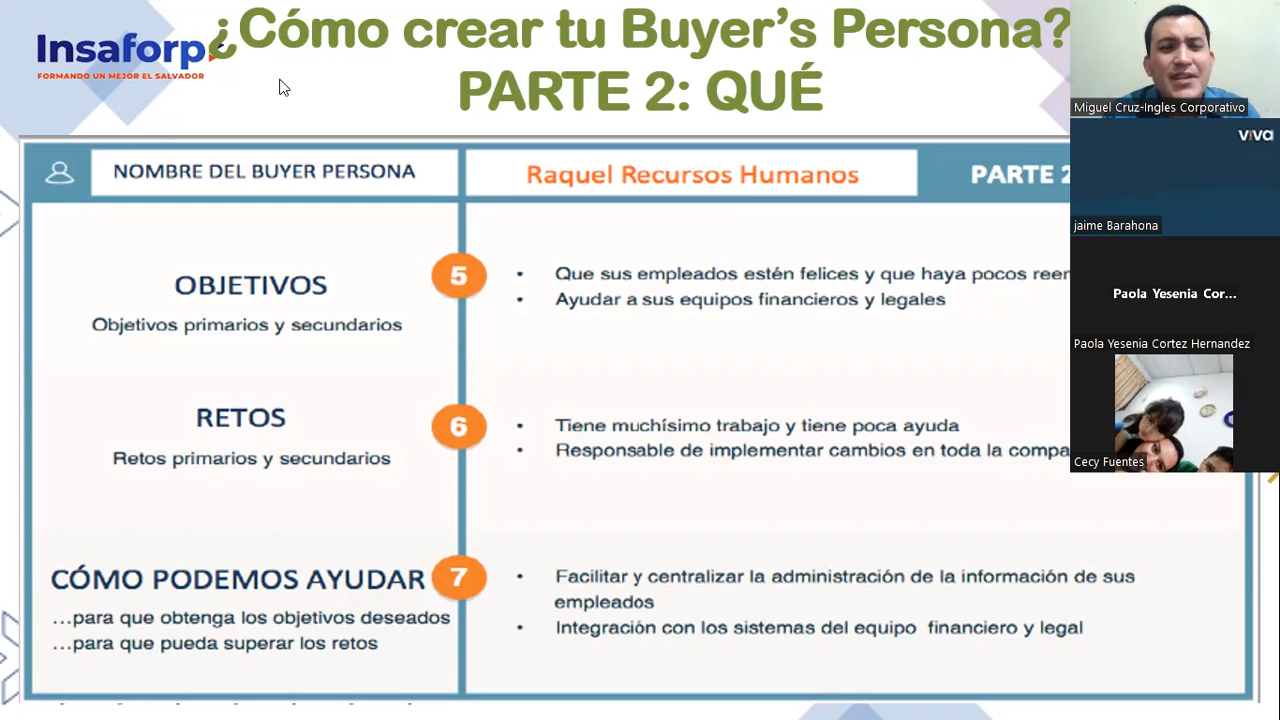 Insaforp
FORMANDO UN MEJOR EL SALVADOR
¿Cómo crear tu Buyer’s Persona?
PARTE 2: QUÉ
NOMBRE DEL BUYER PERSONA
Raquel Recursos Humanos
PARTE 2
OBJETIVOS
Objetivos primarios y secundarios
5
• Que sus empleados estén felices y que haya pocos
• Ayudar a sus equipos financieros y legales
RETOS
Retos primarios y secundarios
6
• Tiene muchísimo trabajo y tiene poca ayuda
• Responsable de implementar cambios en toda la
CÓMO PODEMOS AYUDAR
...para que obtenga los objetivos deseados
...para que pueda superar los retos
7
• Facilitar y centralizar la administración de la información de sus
empleados
• Integración con los sistemas del equipo financiero y legal
Miguel Cruz-Ingles Corporativo
viva
jaime Barahona
Paola Yesenia Cor...
Paola Yesenia Cortez Hernandez
Cecy Fuentes